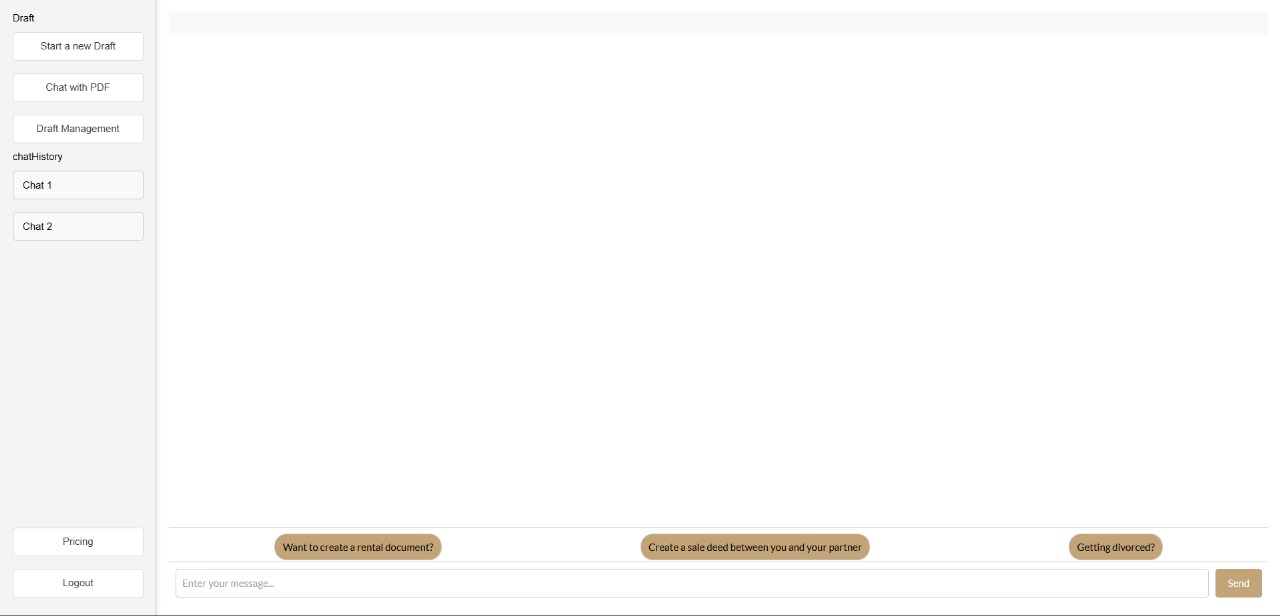 Draft
Start a new Draft
Chat with PDF
Draft Management
chatHistory
Chat 1
Chat 2
Pricing
Logout
Want to create a rental document?
Create a sale deed between you and your partner
Getting divorced?
Enter your message...
Send